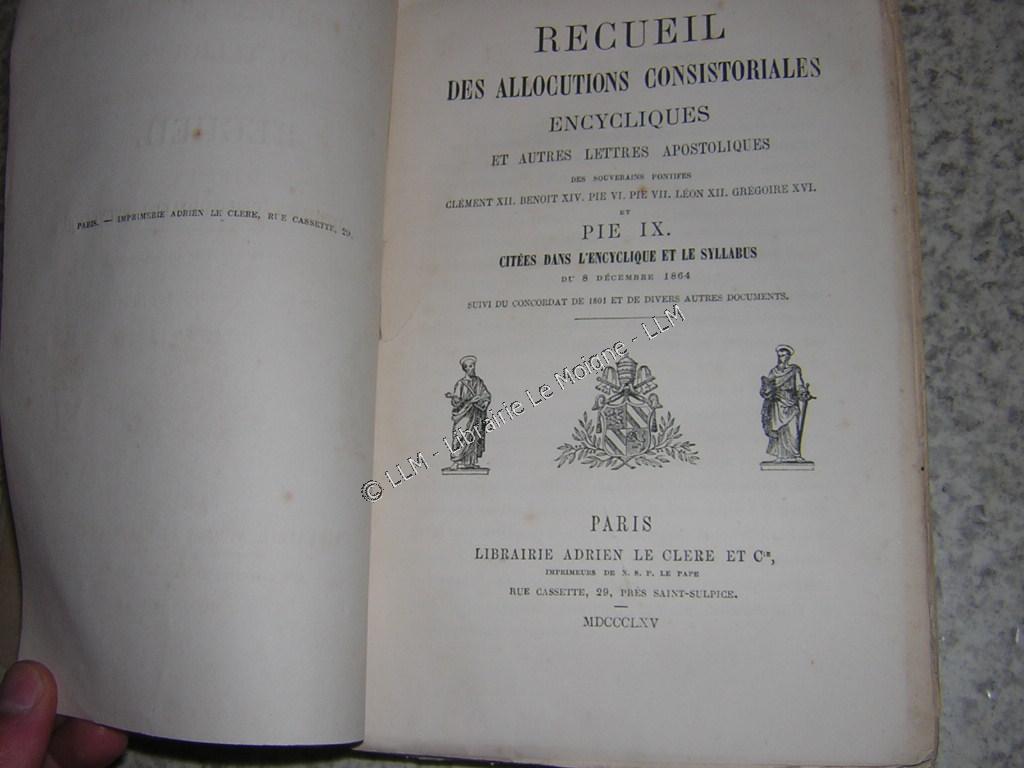 PARIS. — IMPRIMERIE ADRIEN LE CLERE, RUE CASSETTE, 29.
RECUEIL
DES ALLOCUTIONS CONSISTORIALES
ENCYCLIQUES
ET AUTRES LETTRES APOSTOLIQUES
DES SOUVERAINS PONTIFES
CLÉMENT XII. BENOIT XIV. PIE VI. PIE VII. LÉON XII. GRÉGOIRE XVI.
ET
PIE IX.
CITÉES DANS L'ENCYCLIQUE ET LE SYLLABUS
DU 8 DÉCEMBRE 1864
SUIVI DU CONCORDAT DE 1801 ET DE DIVERS AUTRES DOCUMENTS.
© LLM - Librairie Le Moigne - LLM
PARIS
LIBRAIRIE ADRIEN LE CLERE ET Cie,
IMPRIMEURS DE N. S. P. LE PAPE
RUE CASSETTE, 29, PRÈS SAINT-SULPICE.
MDCCCLXV